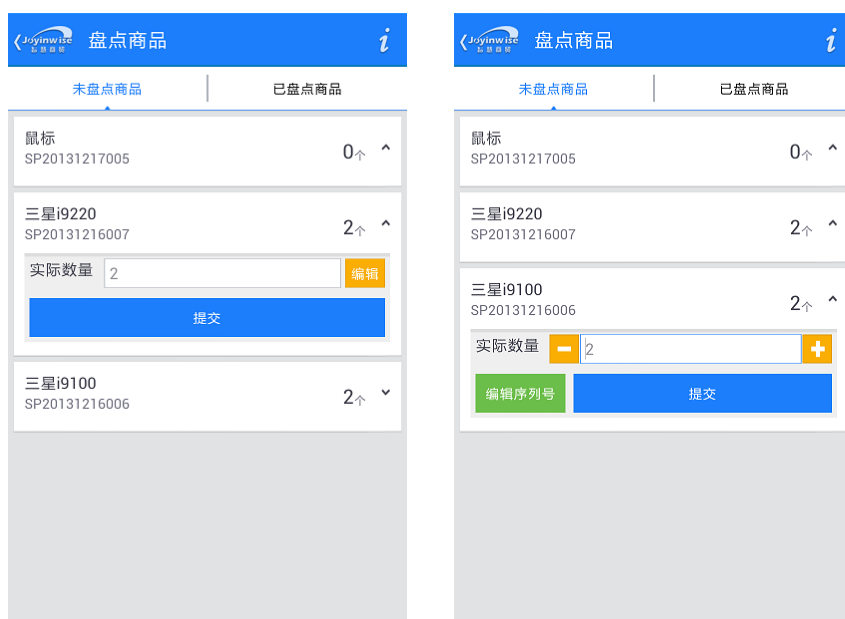 Joyinwise
盘点商品
i
未盘点商品
已盘点商品
鼠标
SP20131217005
0个
三星i9220
SP20131216007
2个
实际数量
2
编辑
提交
三星i9100
SP20131216006
2个
Joyinwise
盘点商品
i
未盘点商品
已盘点商品
鼠标
SP20131217005
0个
三星i9220
SP20131216007
2个
三星i9100
SP20131216006
2个
实际数量
2
编辑序列号
提交